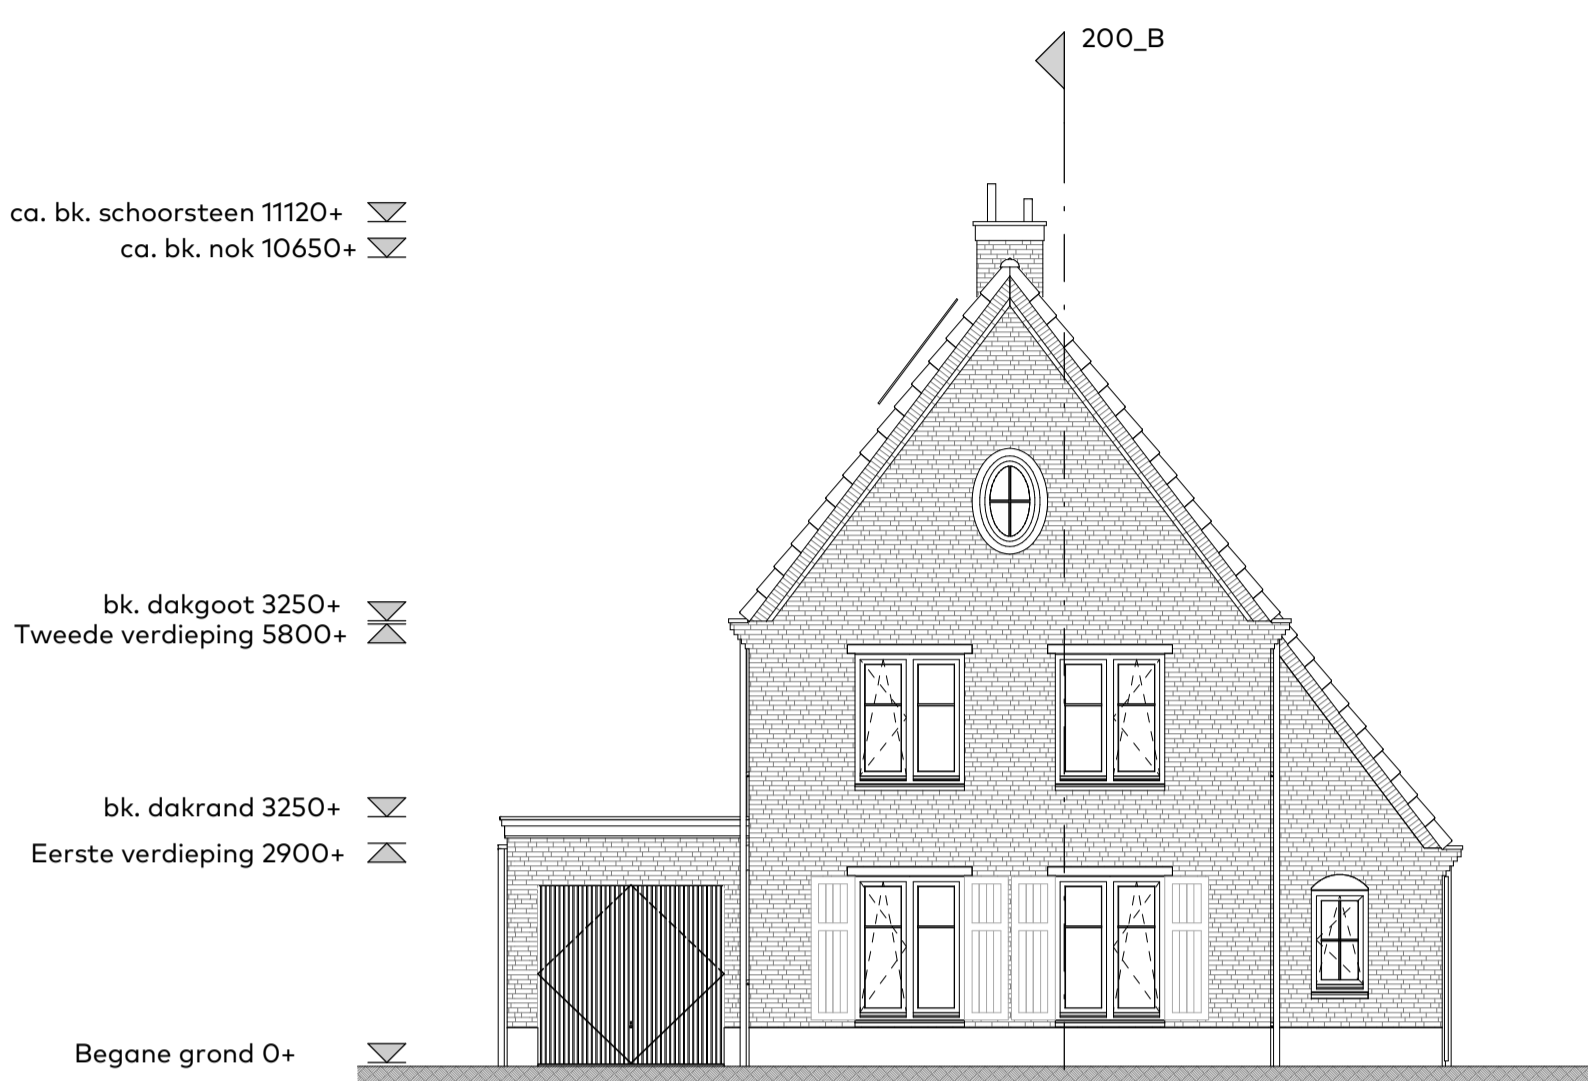 200_B
ca. bk. schoorsteen 11120+
ca. bk. nok 10650+
bk. dakgoot 3250+
Tweede verdieping 5800+
bk. dakrand 3250+
Eerste verdieping 2900+
Begane grond 0+